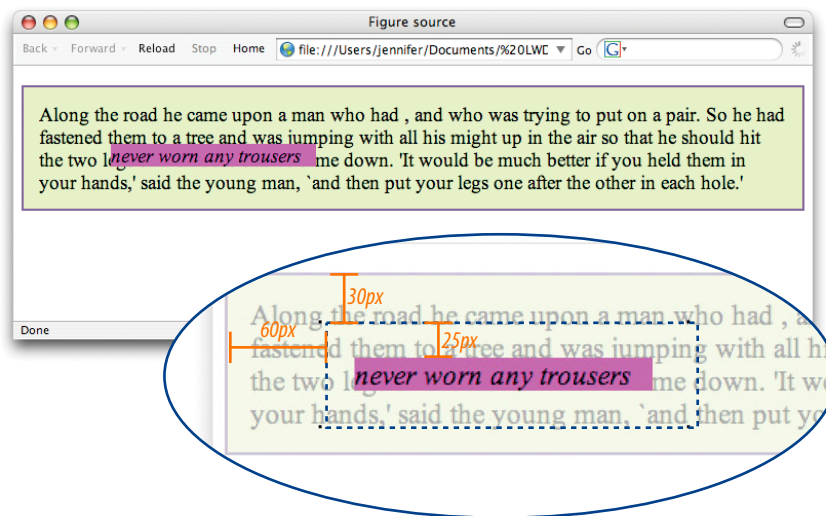 Figure source
Back Forward Reload Stop Home file:///Users/jennifer/Documents/%20LWD Go G
Along the road he came upon a man who had , and who was trying to put on a pair. So he had
fastened them to a tree and was jumping with all his might up in the air so that he should hit
the two le never worn any trousers me down. 'It would be much better if you held them in
your hands,' said the young man, `and then put your legs one after the other in each hole.'
Done
30px
Along the road he came upon a man who had , a
60px
25px
fastened them to a tree and was jumping with all hi
the two le never worn any trousers me down. 'It wo
your hands,' said the young man, `and then put yo